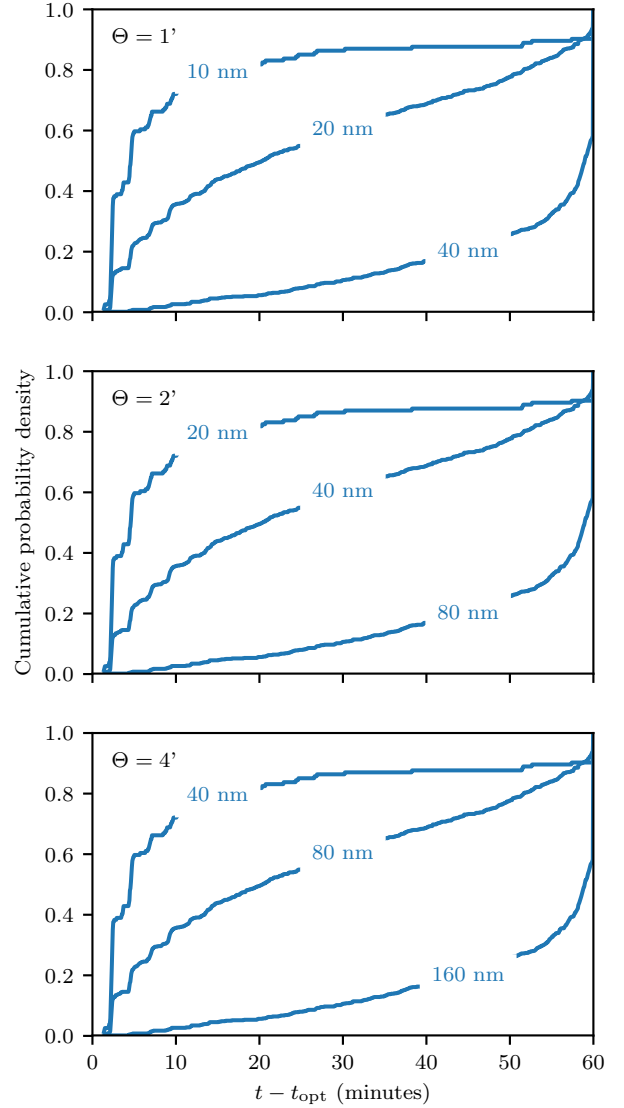 Cumulative probability density
1.0
0.8
0.6
0.4
0.2
0.0
Θ = 1'
10 nm
20 nm
40 nm
1.0
0.8
0.6
0.4
0.2
0.0
Θ = 2'
20 nm
40 nm
80 nm
1.0
0.8
0.6
0.4
0.2
0.0
Θ = 4'
40 nm
80 nm
160 nm
0 10 20 30 40 50 60
t − t_opt (minutes)